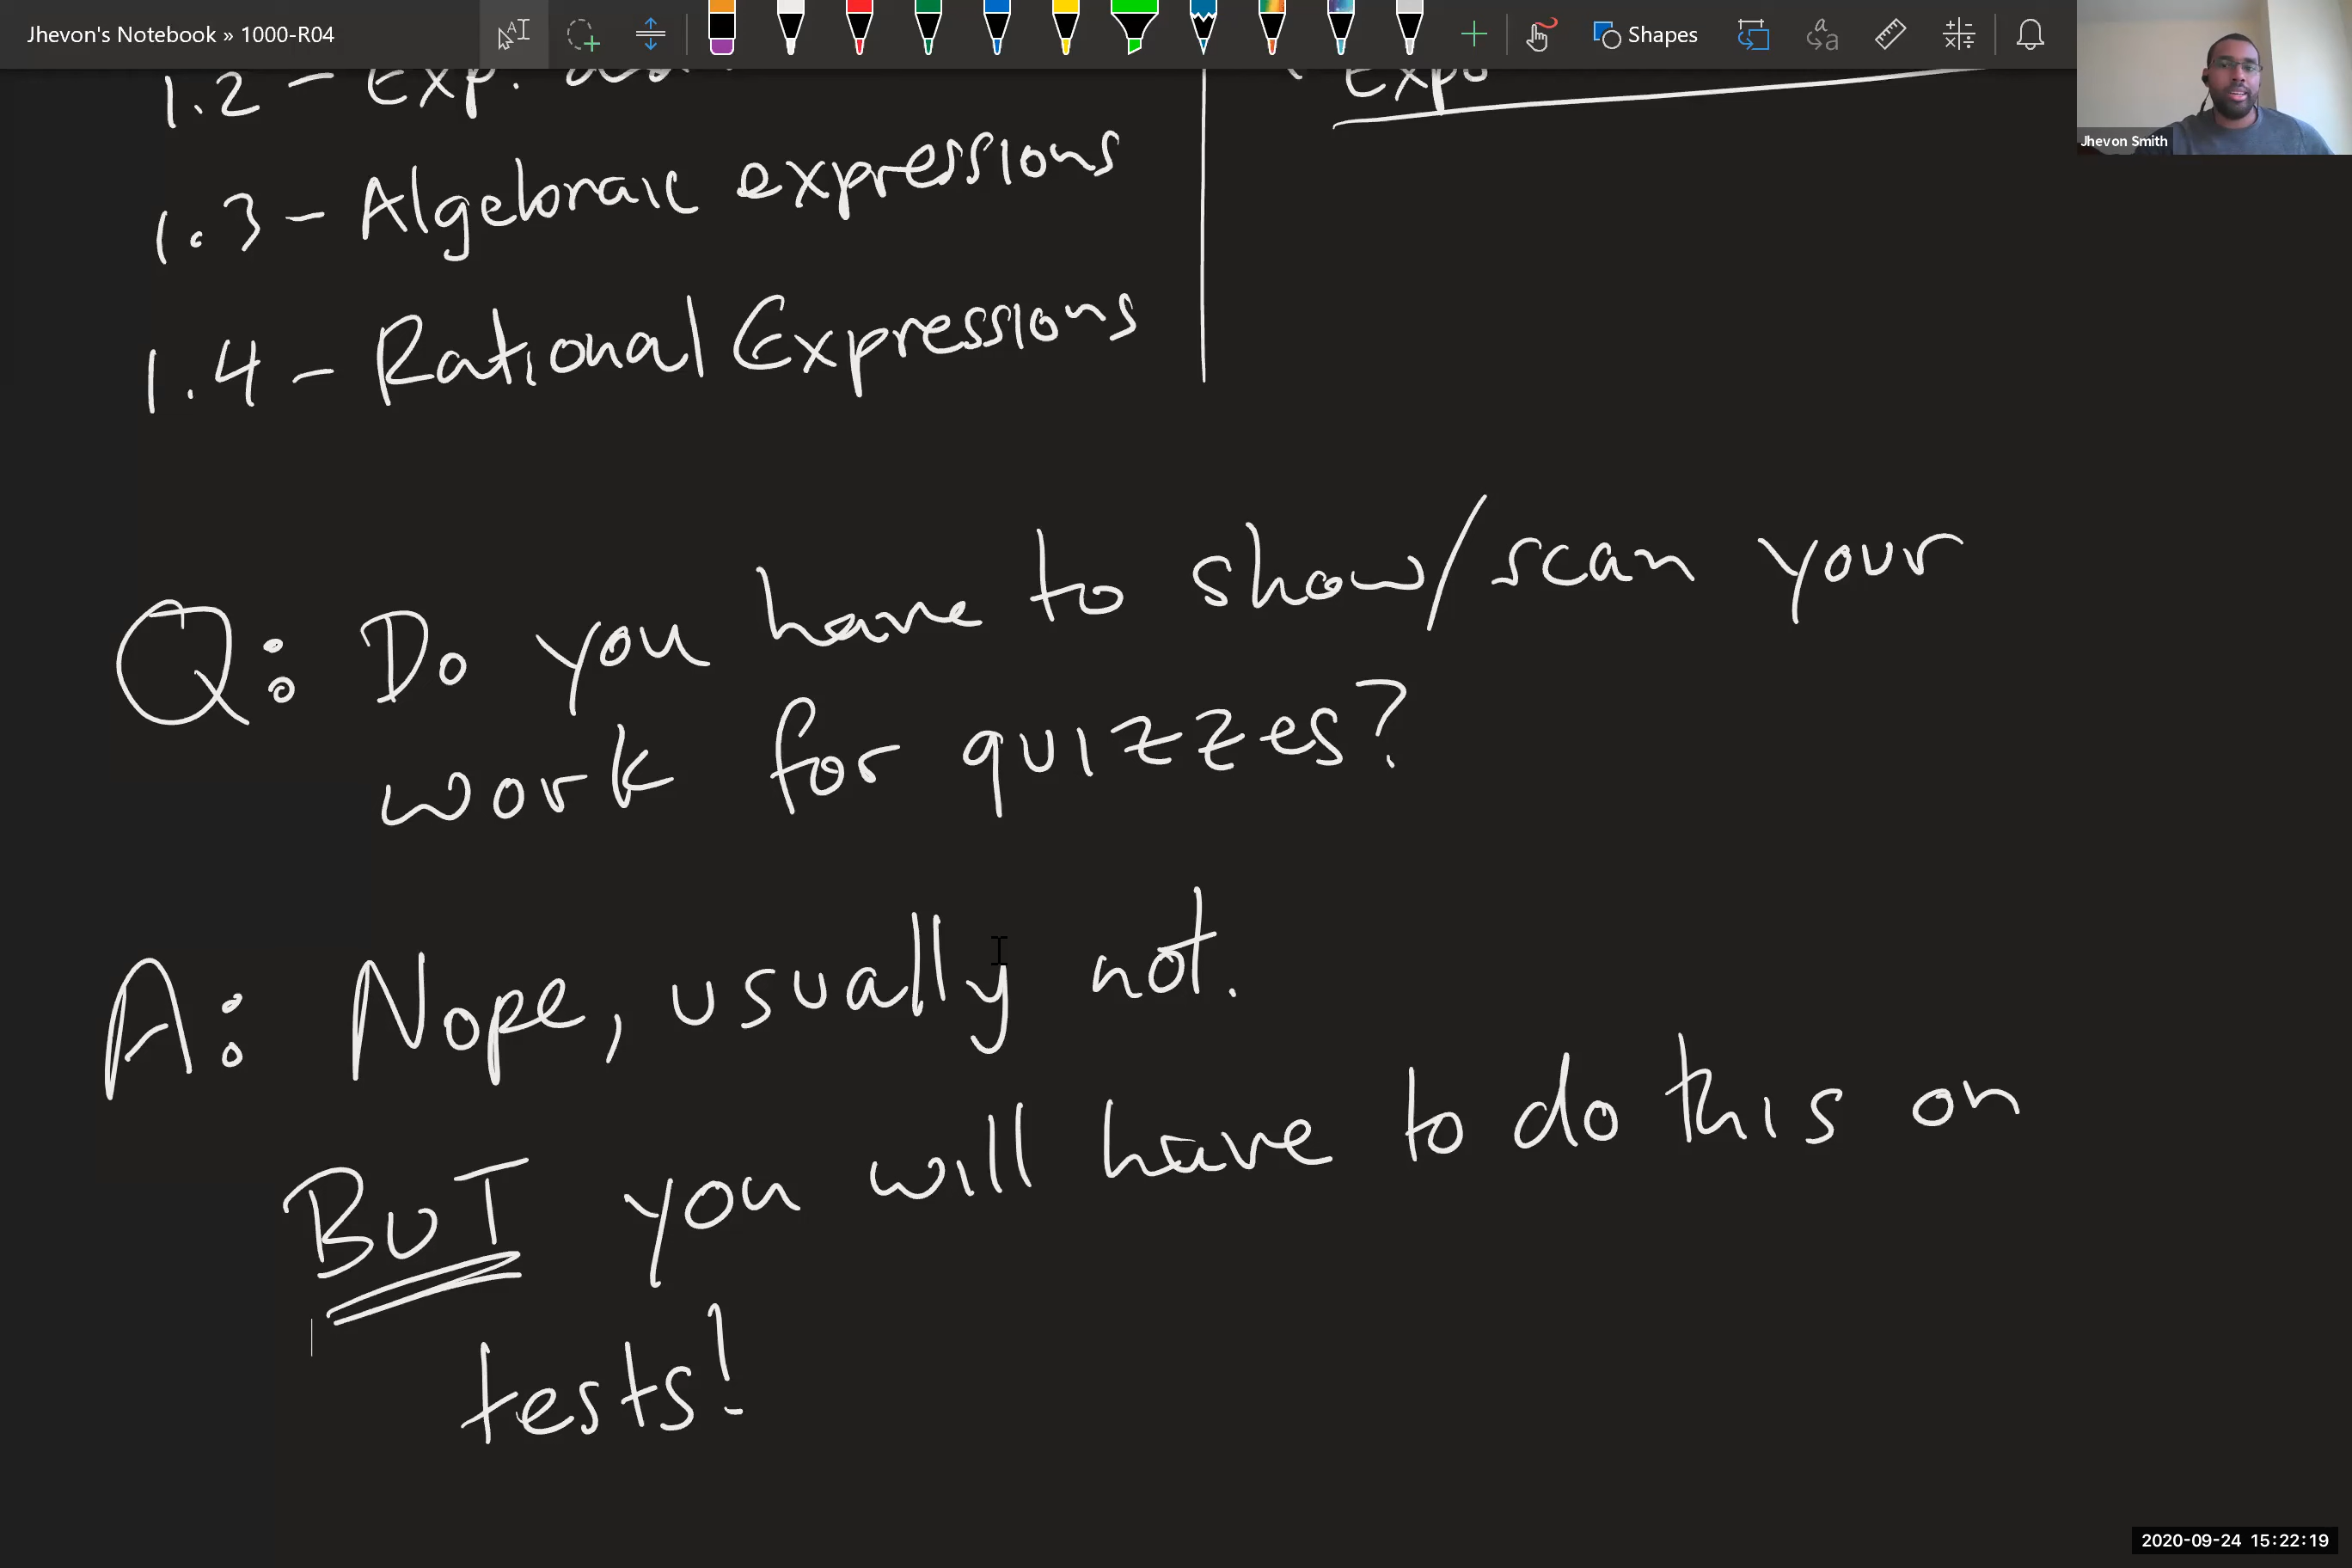 Jhevon's Notebook » 1000-R04
Shapes
Jhevon Smith
1.2 - Exp.
Expo
1.3 - Algebraic expressions
1.4 - Rational Expressions
Q: Do you have to show/scan your
work for quizzes?
A: Nope, usually not.
BUT you will have to do this on
tests!
2020-09-24 15:22:19